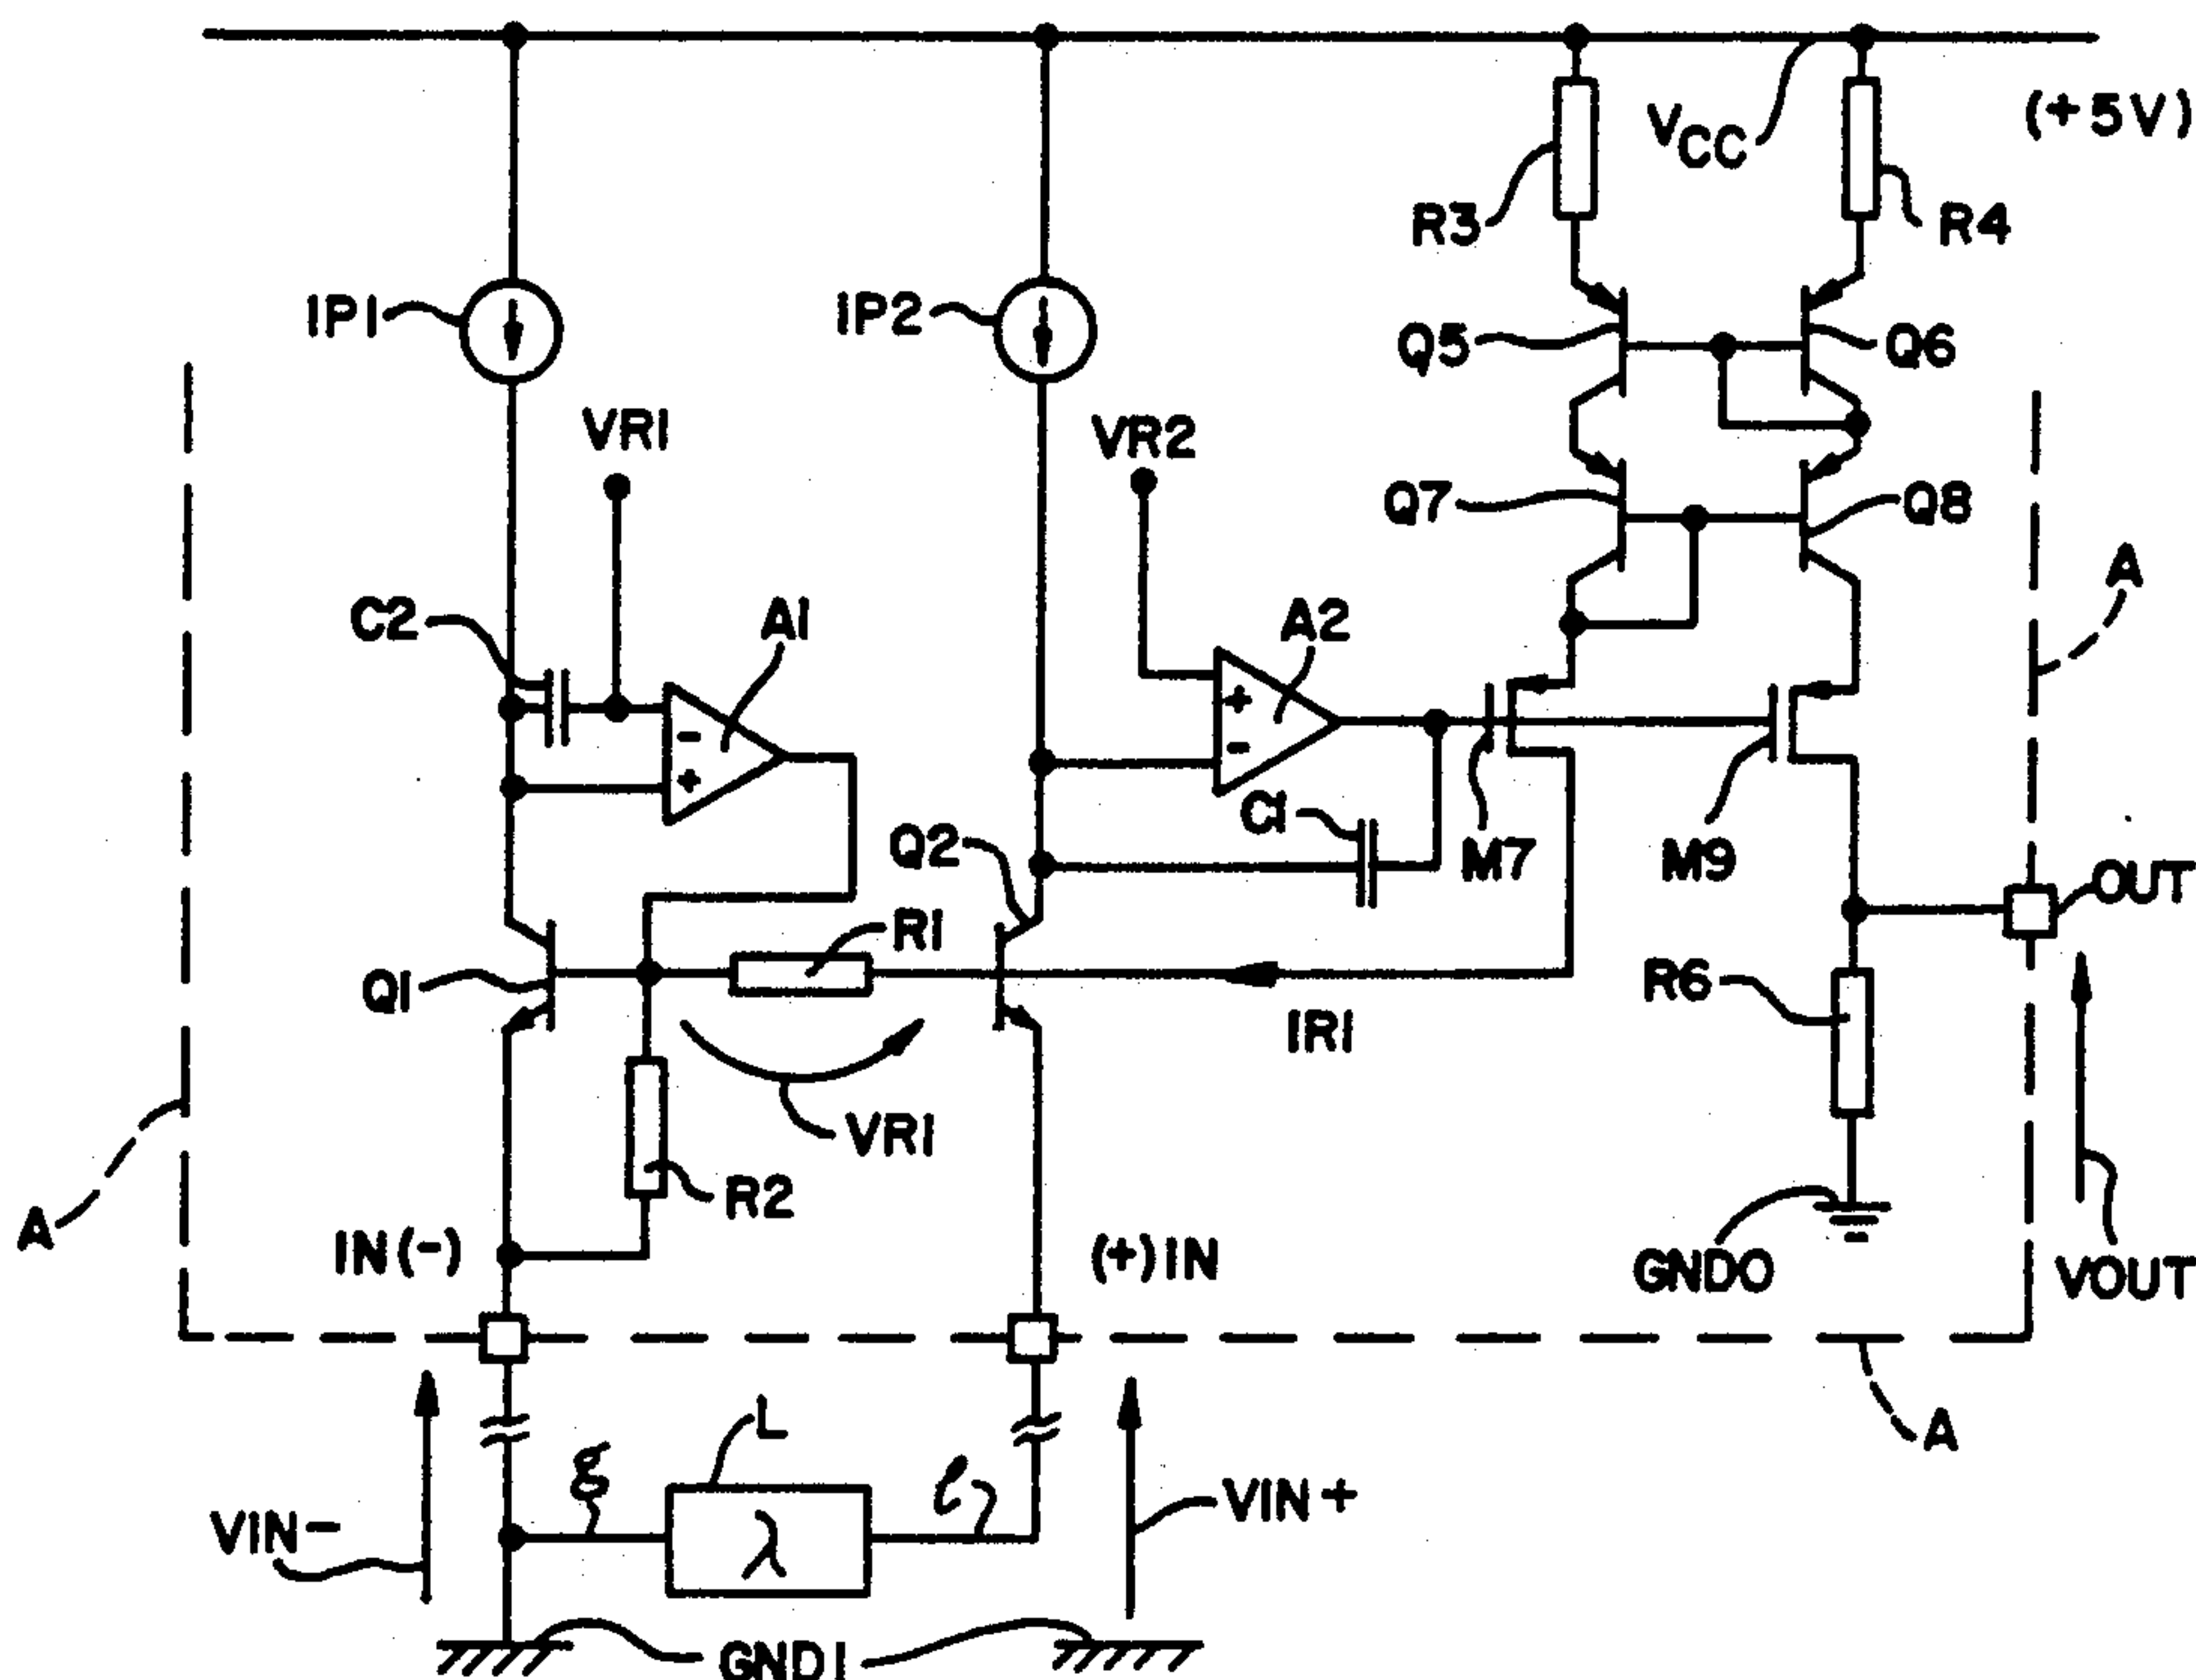 VCC
(+5V)
R3
R4
IP1
IP2
Q5
Q6
VR1
VR2
Q7
Q8
A
C2
A1
A2
+
-
-
+
C1
M7
M9
OUT
Q2
R1
Q1
IR1
R6
VR1
R2
A
IN(-)
(+)IN
GND0
VOUT
L
A
g
l
VIN-
λ
VIN+
GND1